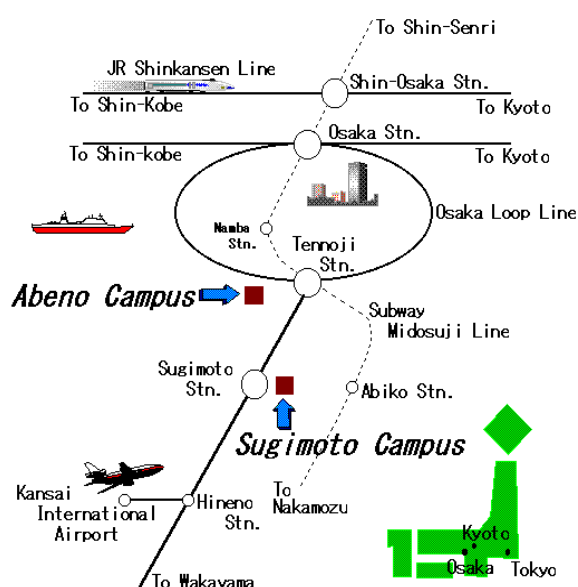 To Shin-Senri
JR Shinkansen Line
Shin-Osaka Stn.
To Shin-Kobe
To Kyoto
Osaka Stn.
To Shin-kobe
To Kyoto
Osaka Loop Line
Namba
Stn.
Tennoji
Stn.
Abeno Campus
Subway
Midosuji Line
Sugimoto
Stn.
Abiko Stn.
Sugimoto Campus
To
Nakamozu
Kansai
International
Airport
Hineno
Stn.
Kyoto
Osaka
Tokyo
To Wakayama